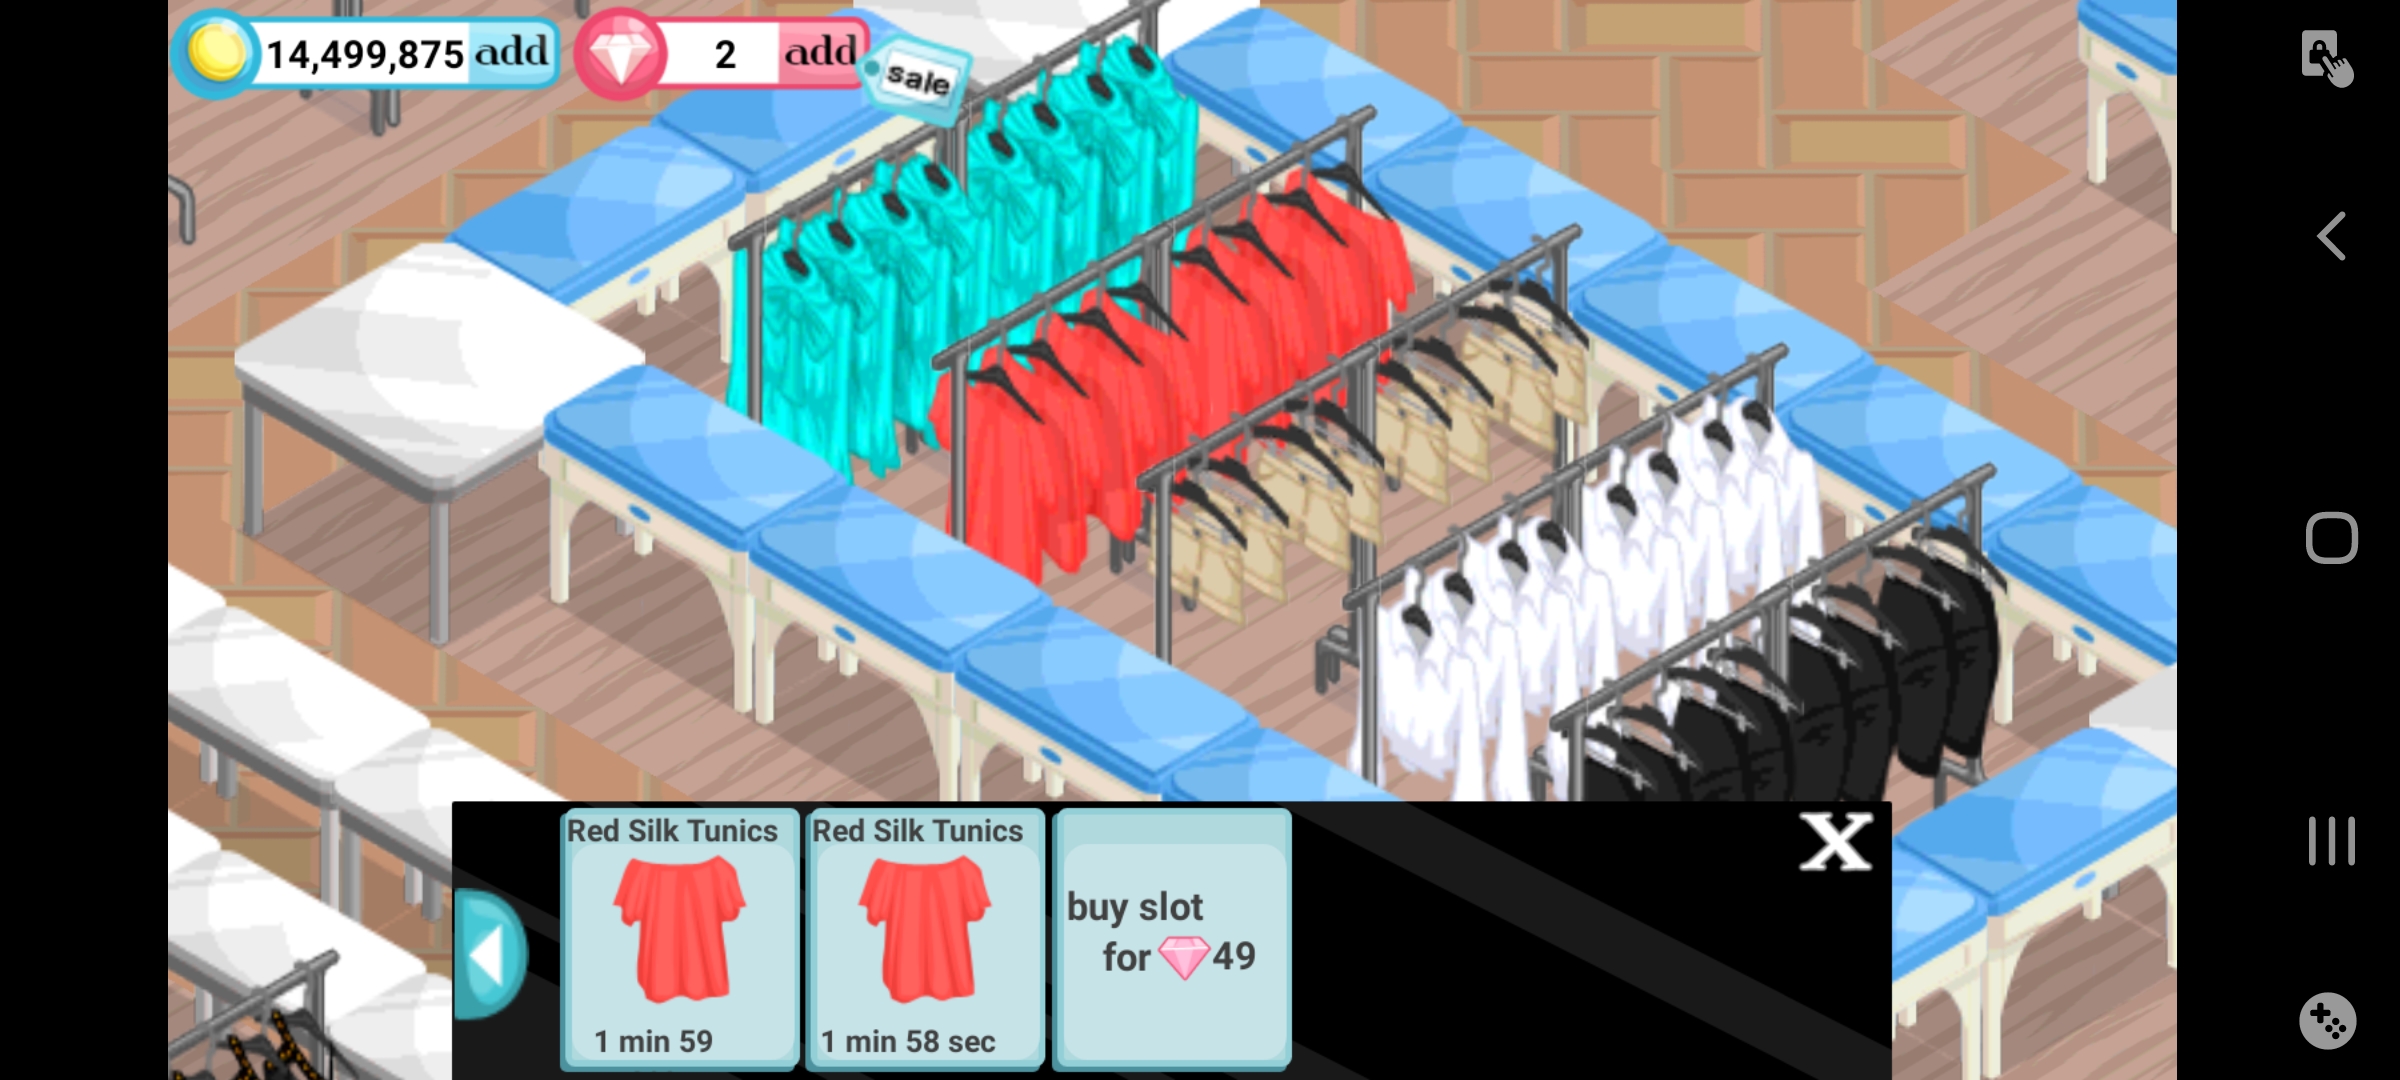 14,499,875 add
2 add
sale
Red Silk Tunics
1 min 59
Red Silk Tunics
1 min 58 sec
buy slot
for 49
X